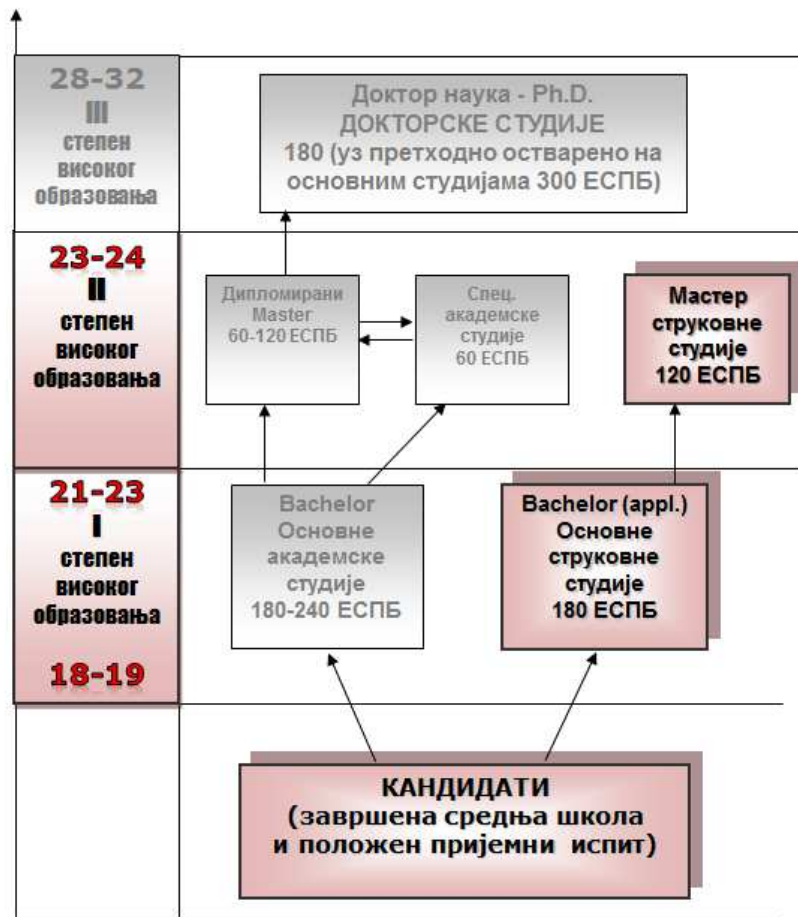 28-32
III
степен
високог
образовања
Доктор наука - Ph.D.
ДОКТОРСКЕ СТУДИЈЕ
180 (уз претходно остварено на
основним студијама 300 ЕСПБ)
23-24
II
степен
високог
образовања
Дипломирани
Master
60-120 ЕСПБ
Спец.
академске
студије
60 ЕСПБ
Мастер
струковне
студије
120 ЕСПБ
21-23
I
степен
високог
образовања
18-19
Bachelor
Основне
академске
студије
180-240 ЕСПБ
Bachelor (appl.)
Основне
струковне
студије
180 ЕСПБ
КАНДИДАТИ
(завршена средња школа
и положен пријемни испит)